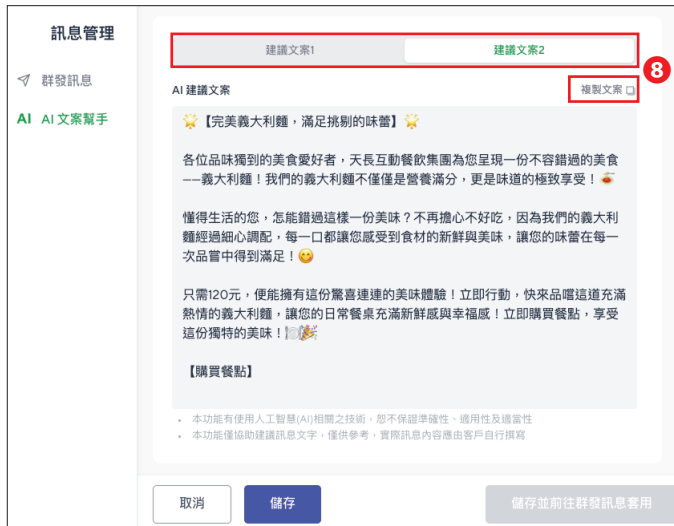 訊息管理
群發訊息
AI AI 文案幫手
建議文案1
建議文案2
8
AI 建議文案
複製文案
🌟【完美義大利麵,滿足挑剔的味蕾】🌟
各位品味獨到的美食愛好者,天長互動餐飲集團為您呈現一份不容錯過的美食
——義大利麵!我們的義大利麵不僅僅是營養滿分,更是味道的極致享受!🍝
懂得生活的您,怎能錯過這樣一份美味?不再擔心不好吃,因為我們的義大利
麵經過細心調配,每一口都讓您感受到食材的新鮮與美味,讓您的味蕾在每一
次品嘗中得到滿足!😋
只需120元,便能擁有這份驚喜連連的美味體驗!立即行動,快來品嚐這道充滿
熱情的義大利麵,讓您的日常餐桌充滿新鮮感與幸福感!立即購買餐點,享受
這份獨特的美味!🍽️🎉
【購買餐點】
• 本功能有使用人工智慧(AI)相關之技術,恕不保證準確性、適用性及適當性
• 本功能僅協助建議訊息文字,僅供參考,實際訊息內容應由客戶自行撰寫
取消
儲存
儲存並前往群發訊息套用